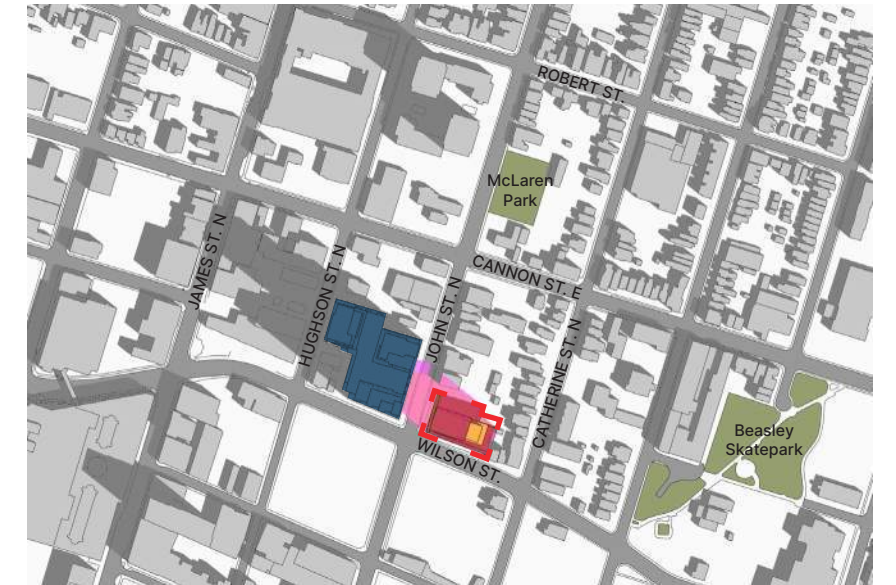 ROBERT ST.
McLaren
Park
JAMES ST. N
HUGHSON ST. N
JOHN ST. N
CANNON ST. E
CATHERINE ST. N
Beasley
Skatepark
WILSON ST.